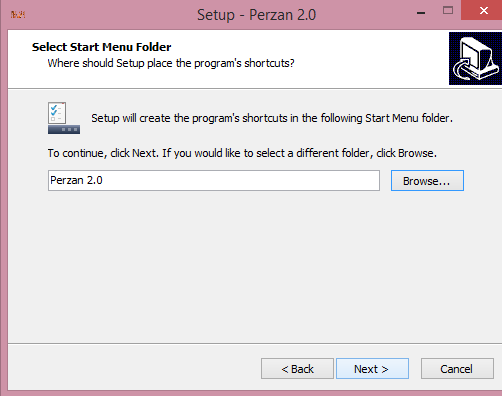 Setup - Perzan 2.0
Select Start Menu Folder
Where should Setup place the program's shortcuts?
Setup will create the program's shortcuts in the following Start Menu folder.
To continue, click Next. If you would like to select a different folder, click Browse.
Perzan 2.0
Browse...
< Back
Next >
Cancel